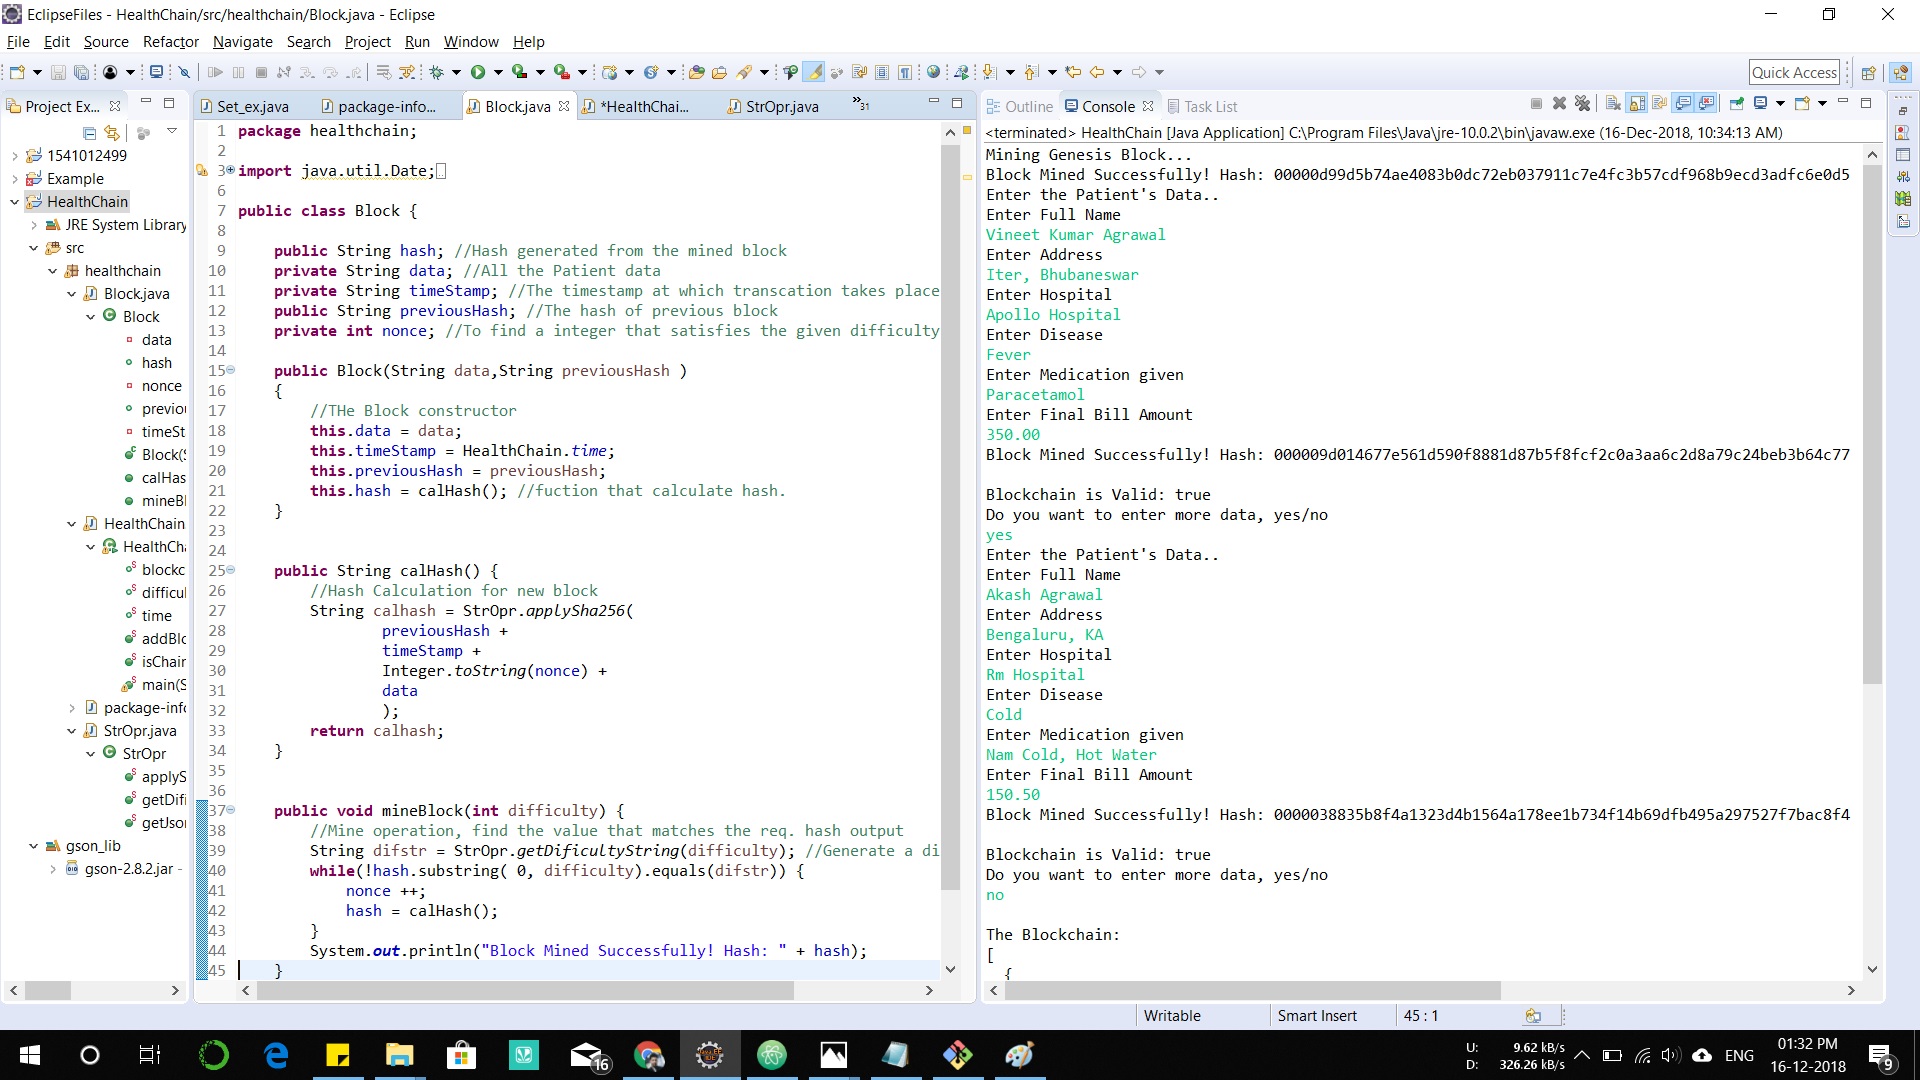 EclipseFiles - HealthChain/src/healthchain/Block.java - Eclipse
File Edit Source Refactor Navigate Search Project Run Window Help
Quick Access
Project Ex...
1541012499
Example
HealthChain
JRE System Library
src
healthchain
Block.java
Block
data
hash
nonce
previou
timeSt
Block(S
calHas
mineBl
HealthChain
HealthCha
blockc
difficul
time
addBlo
isChair
main(S
package-info
StrOpr.java
StrOpr
applyS
getDifi
getJso
gson_lib
gson-2.8.2.jar -
Set_ex.java package-info... Block.java *HealthChai... StrOpr.java »31
1 package healthchain;
2
3 import java.util.Date;
6
7 public class Block {
8
9 public String hash; //Hash generated from the mined block
10 private String data; //All the Patient data
11 private String timeStamp; //The timestamp at which transcation takes place
12 public String previousHash; //The hash of previous block
13 private int nonce; //To find a integer that satisfies the given difficulty
14
15 public Block(String data,String previousHash )
16 {
17 //THe Block constructor
18 this.data = data;
19 this.timeStamp = HealthChain.time;
20 this.previousHash = previousHash;
21 this.hash = calHash(); //fuction that calculate hash.
22 }
23
24
25 public String calHash() {
26 //Hash Calculation for new block
27 String calhash = StrOpr.applySha256(
28 previousHash +
29 timeStamp +
30 Integer.toString(nonce) +
31 data
32 );
33 return calhash;
34 }
35
36
37 public void mineBlock(int difficulty) {
38 //Mine operation, find the value that matches the req. hash output
39 String difstr = StrOpr.getDificultyString(difficulty); //Generate a di
40 while(!hash.substring( 0, difficulty).equals(difstr)) {
41 nonce ++;
42 hash = calHash();
43 }
44 System.out.println("Block Mined Successfully! Hash: " + hash);
45 }
Outline Console Task List
<terminated> HealthChain [Java Application] C:\Program Files\Java\jre-10.0.2\bin\javaw.exe (16-Dec-2018, 10:34:13 AM)
Mining Genesis Block...
Block Mined Successfully! Hash: 00000d99d5b74ae4083b0dc72eb037911c7e4fc3b57cdf968b9ecd3adfc6e0d5
Enter the Patient's Data..
Enter Full Name
Vineet Kumar Agrawal
Enter Address
Iter, Bhubaneswar
Enter Hospital
Apollo Hospital
Enter Disease
Fever
Enter Medication given
Paracetamol
Enter Final Bill Amount
350.00
Block Mined Successfully! Hash: 000009d014677e561d590f8881d87b5f8fcf2c0a3aa6c2d8a79c24beb3b64c77
Blockchain is Valid: true
Do you want to enter more data, yes/no
yes
Enter the Patient's Data..
Enter Full Name
Akash Agrawal
Enter Address
Bengaluru, KA
Enter Hospital
Rm Hospital
Enter Disease
Cold
Enter Medication given
Nam Cold, Hot Water
Enter Final Bill Amount
150.50
Block Mined Successfully! Hash: 0000038835b8f4a1323d4b1564a178ee1b734f14b69dfb495a297527f7bac8f4
Blockchain is Valid: true
Do you want to enter more data, yes/no
no
The Blockchain:
[
{
Writable Smart Insert 45 : 1
16
U: 9.62 kB/s
D: 326.26 kB/s
ENG
01:32 PM
16-12-2018
9